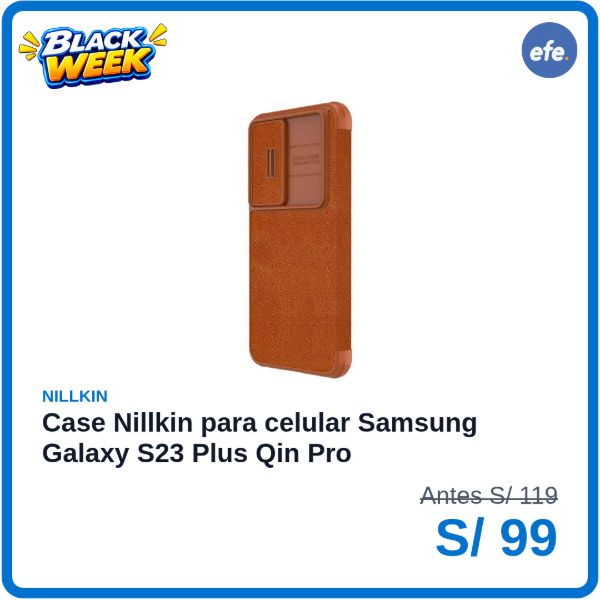 BLACK
WEEK
efe.
NILLKIN
Case Nillkin para celular Samsung
Galaxy S23 Plus Qin Pro
Antes S/ 119
S/ 99